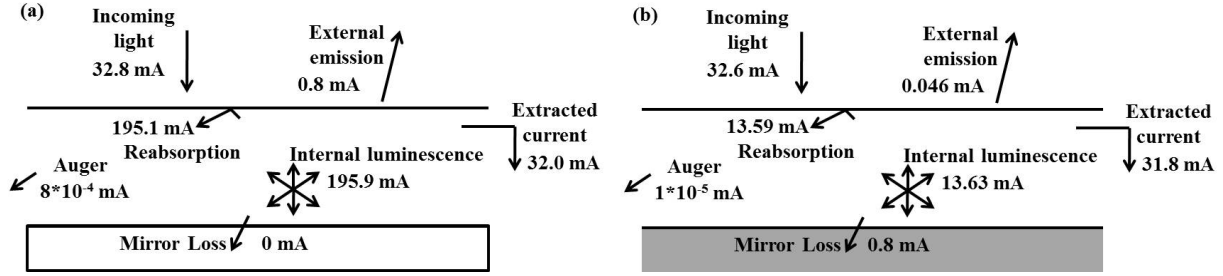 (a)
Incoming
light
32.8 mA
External
emission
0.8 mA
195.1 mA
Reabsorption
Extracted
current
32.0 mA
Auger
8*10-4 mA
Internal luminescence
195.9 mA
Mirror Loss 0 mA
(b)
Incoming
light
32.6 mA
External
emission
0.046 mA
13.59 mA
Reabsorption
Extracted
current
31.8 mA
Auger
1*10-5 mA
Internal luminescence
13.63 mA
Mirror Loss 0.8 mA